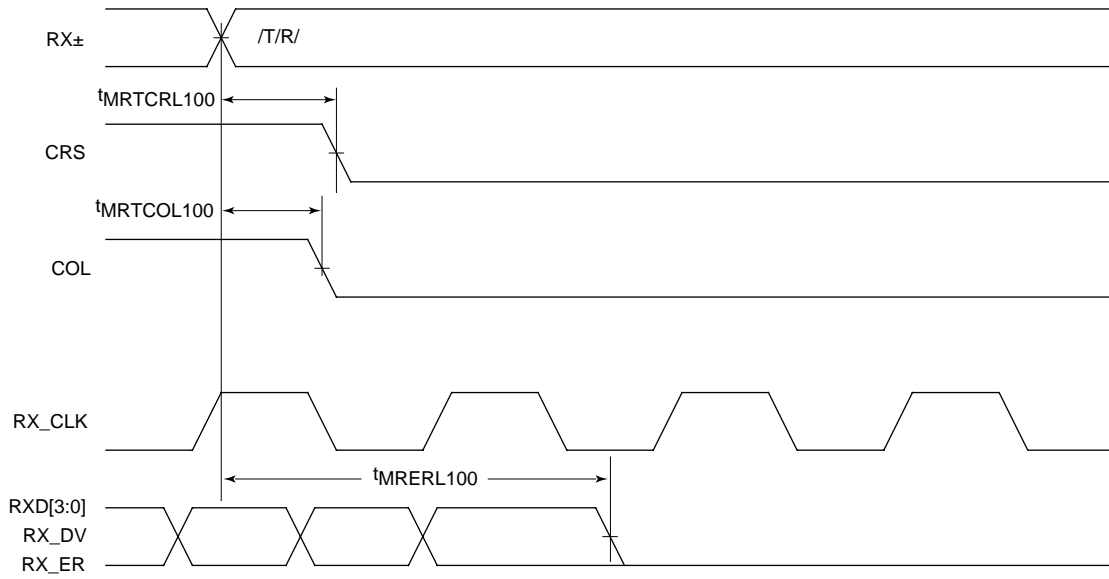 RX±
/T/R/
tMRTCRL100
CRS
tMRTCOL100
COL
RX_CLK
tMRERL100
RXD[3:0]
RX_DV
RX_ER